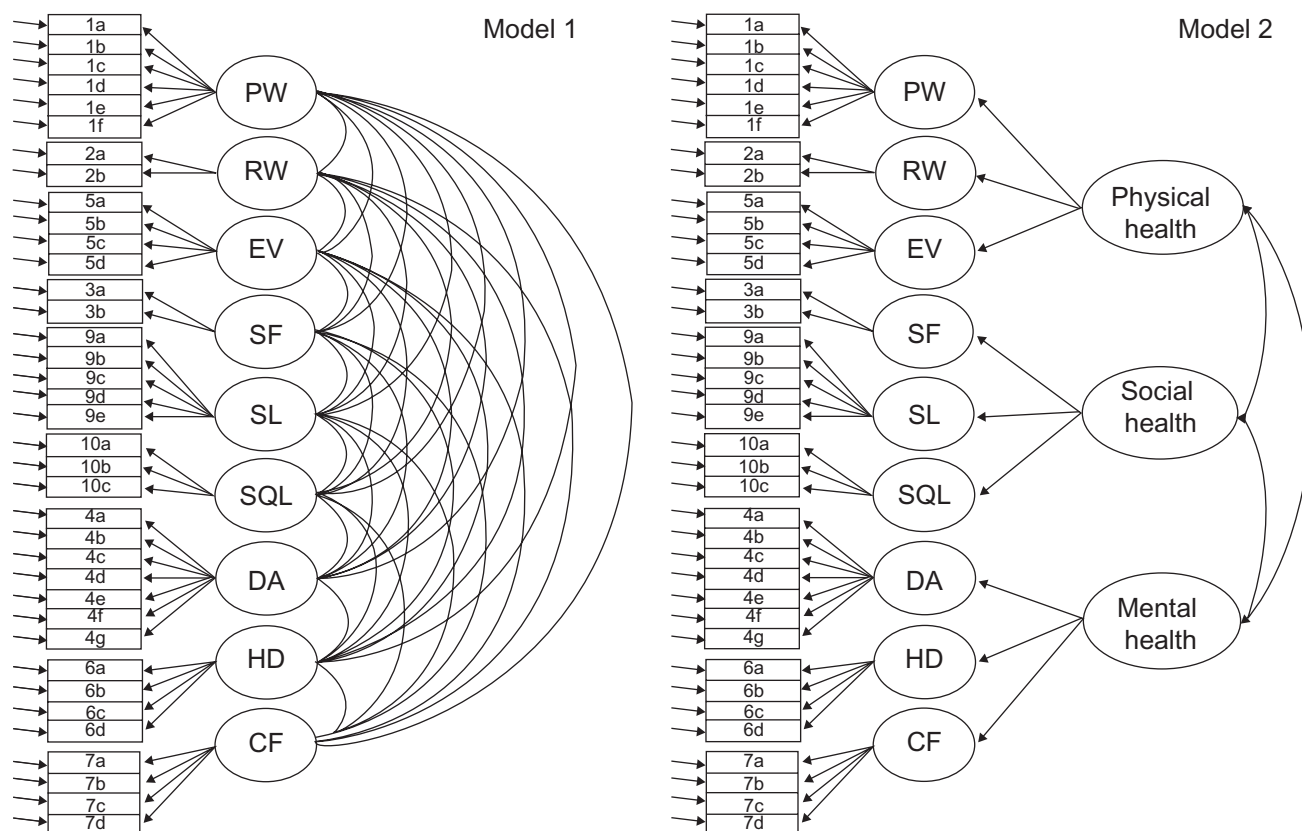 Model 1
1a
1b
1c
1d
1e
1f
PW
2a
2b
RW
5a
5b
5c
5d
EV
3a
3b
SF
9a
9b
9c
9d
9e
SL
10a
10b
10c
SQL
4a
4b
4c
4d
4e
4f
4g
DA
6a
6b
6c
6d
HD
7a
7b
7c
7d
CF
Model 2
1a
1b
1c
1d
1e
1f
PW
2a
2b
RW
5a
5b
5c
5d
EV
Physical
health
3a
3b
SF
9a
9b
9c
9d
9e
SL
10a
10b
10c
SQL
Social
health
4a
4b
4c
4d
4e
4f
4g
DA
6a
6b
6c
6d
HD
7a
7b
7c
7d
CF
Mental
health